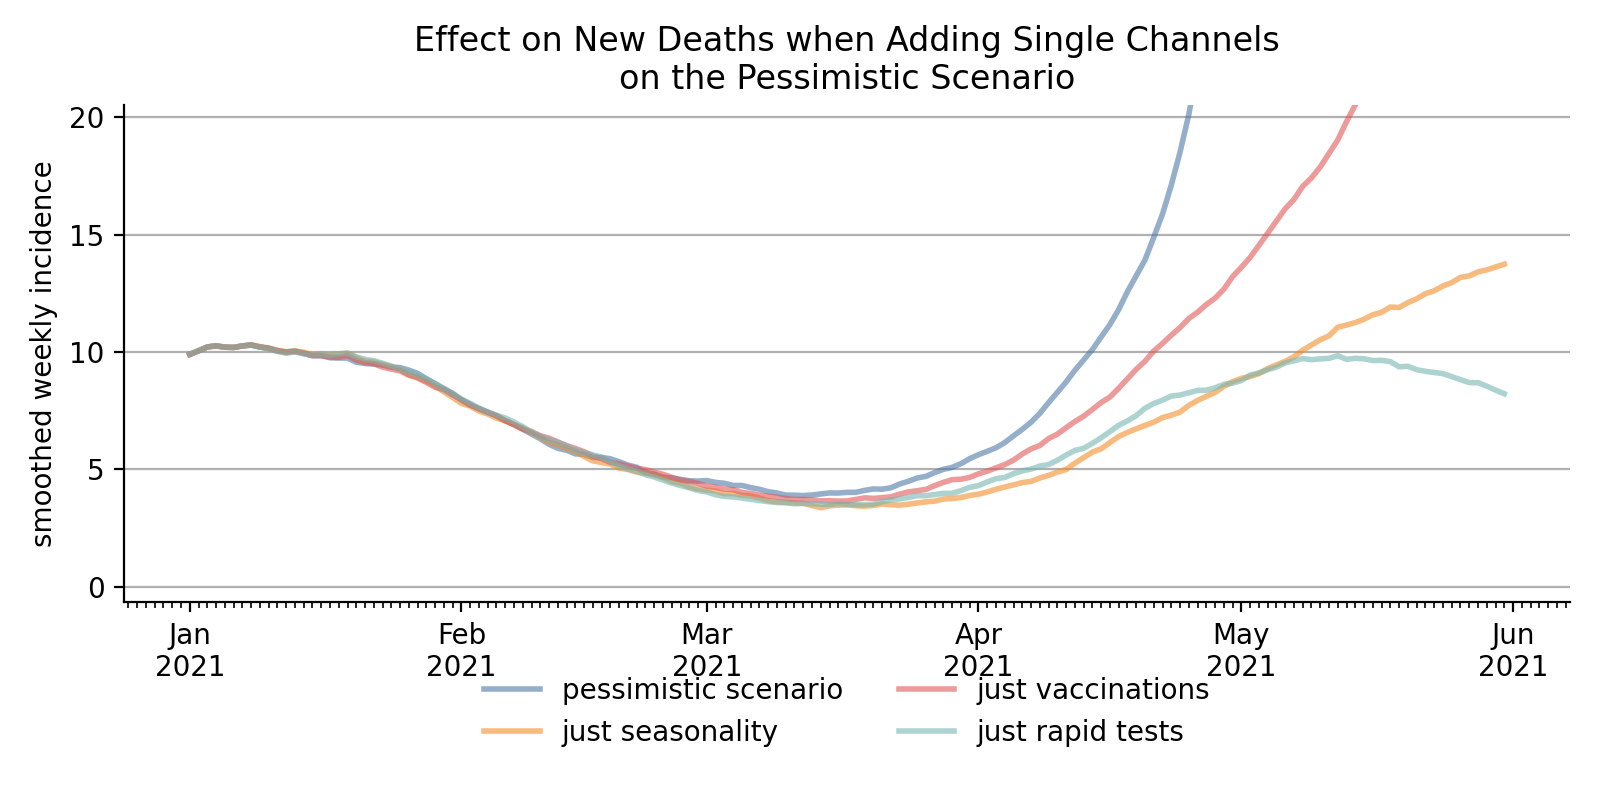 Effect on New Deaths when Adding Single Channels
on the Pessimistic Scenario
smoothed weekly incidence
20
15
10
5
0
Jan Feb Mar Apr May Jun
2021 2021 2021 2021 2021 2021
pessimistic scenario just vaccinations
just seasonality just rapid tests